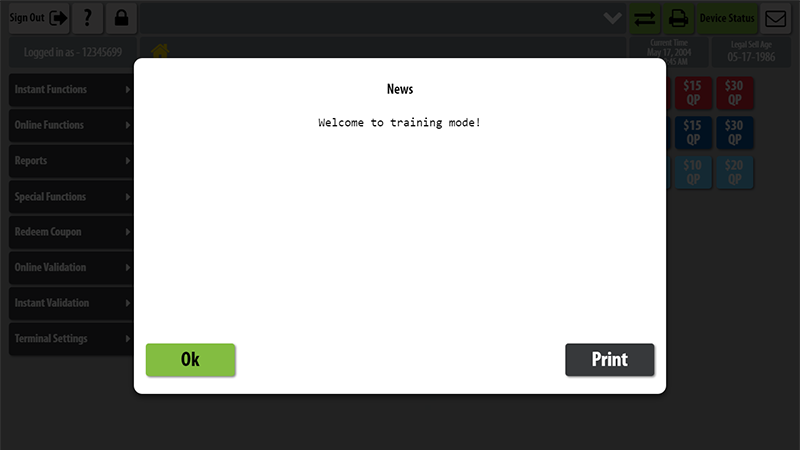 Sign Out
?
Device Status
Logged in as - 12345699
Current Time
May 17, 2004
45 AM
Legal Sell Age
05-17-1986
Instant Functions
Online Functions
Reports
Special Functions
Redeem Coupon
Online Validation
Instant Validation
Terminal Settings
$15
QP
$30
QP
$15
QP
$30
QP
$10
QP
$20
QP
News
Welcome to training mode!
Ok
Print